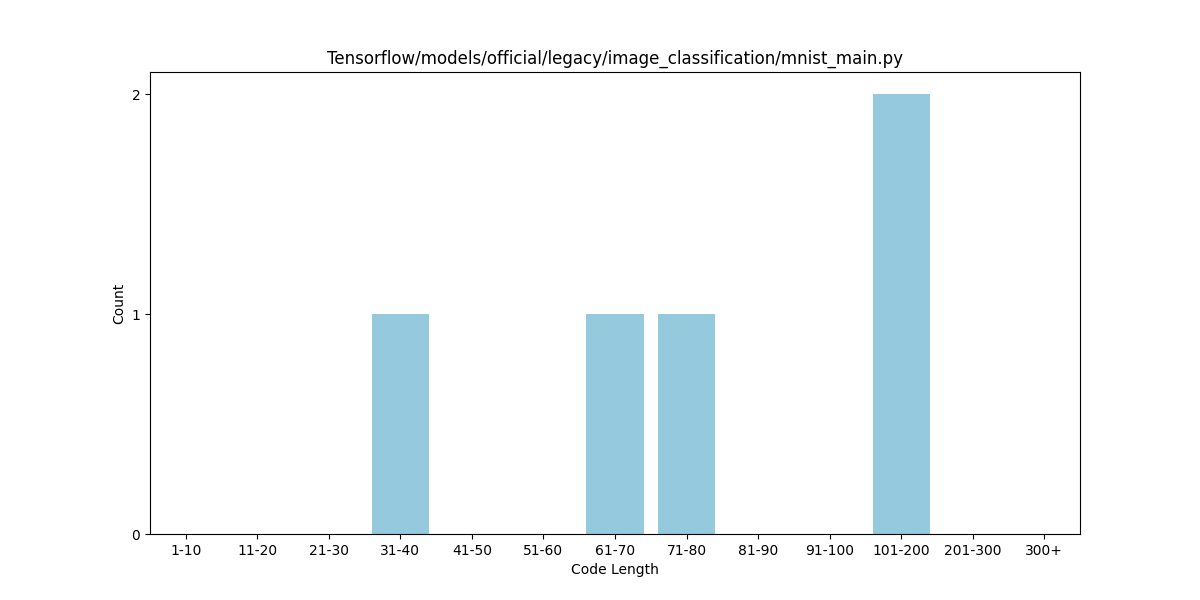 Tensorflow/models/official/legacy/image_classification/mnist_main.py
2
1
0
Count
1-10 11-20 21-30 31-40 41-50 51-60 61-70 71-80 81-90 91-100 101-200 201-300 300+
Code Length